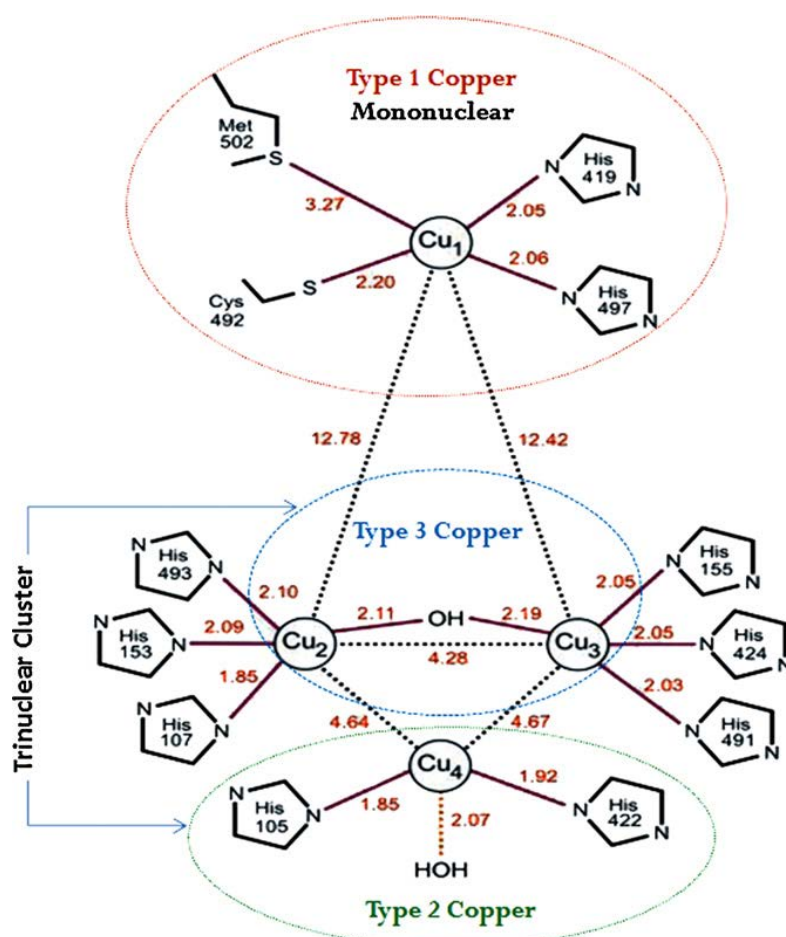 Type 1 Copper
Mononuclear
Met
502
S
3.27
N
His
419
N
2.05
Cu1
2.20
S
Cys
492
2.06
N
His
497
N
12.78
12.42
Type 3 Copper
Trinuclear Cluster
N
His
493
N
2.10
2.05
N
His
155
N
N
His
153
N
2.09
Cu2
2.11
OH
2.19
Cu3
2.05
N
His
424
N
4.28
N
His
107
N
1.85
2.03
N
His
491
N
4.64
4.67
Cu4
N
His
105
N
1.85
1.92
N
His
422
N
2.07
HOH
Type 2 Copper